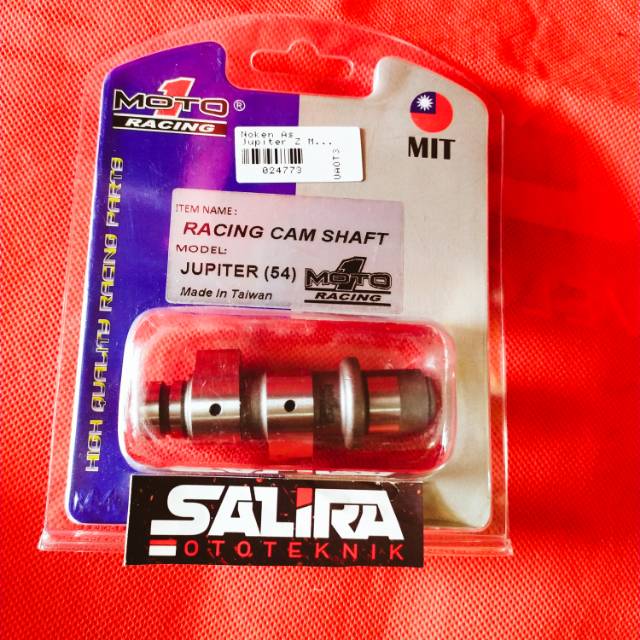 1
MOTO ®
RACING
Noken As
Jupiter Z M...
024773
UA0T3
MIT
HIGH QUALITY RACING PARTS
ITEM NAME:
RACING CAM SHAFT
MODEL:
JUPITER (54)
Made In Taiwan
1
MOTO
RACING
SALIRA
OTOTEKNIK